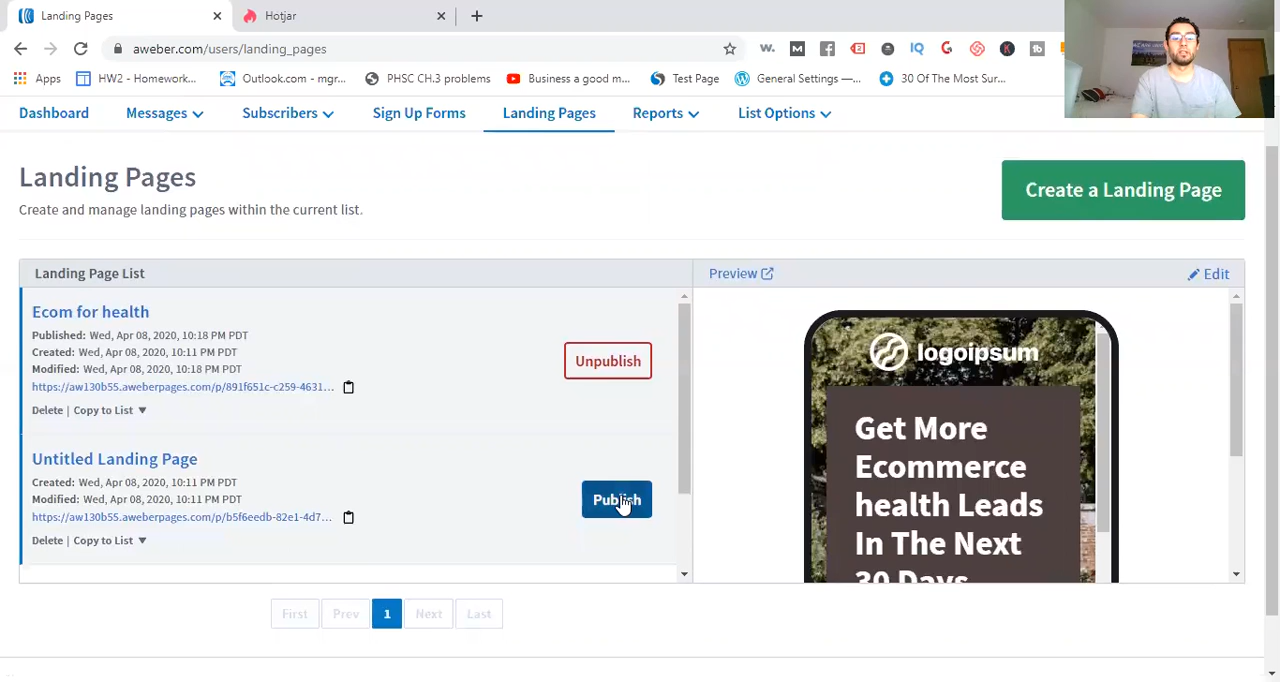 Landing Pages
Hotjar
aweber.com/users/landing_pages
Apps
HW2 - Homework...
Outlook.com - mgr...
PHSC CH.3 problems
Business a good m...
Test Page
General Settings —...
30 Of The Most Sur...
Dashboard
Messages
Subscribers
Sign Up Forms
Landing Pages
Reports
List Options
Landing Pages
Create and manage landing pages within the current list.
Create a Landing Page
Landing Page List
Preview
Edit
Ecom for health
Published: Wed, Apr 08, 2020, 10:18 PM PDT
Created: Wed, Apr 08, 2020, 10:11 PM PDT
Modified: Wed, Apr 08, 2020, 10:18 PM PDT
https://aw130b55.aweberpages.com/p/891f651c-c259-4631...
Delete | Copy to List
Unpublish
Untitled Landing Page
Created: Wed, Apr 08, 2020, 10:11 PM PDT
Modified: Wed, Apr 08, 2020, 10:11 PM PDT
https://aw130b55.aweberpages.com/p/b5f6eedb-82e1-4d7...
Delete | Copy to List
Publish
logoipsum
Get More
Ecommerce
health Leads
In The Next
30 Days
First
Prev
1
Next
Last